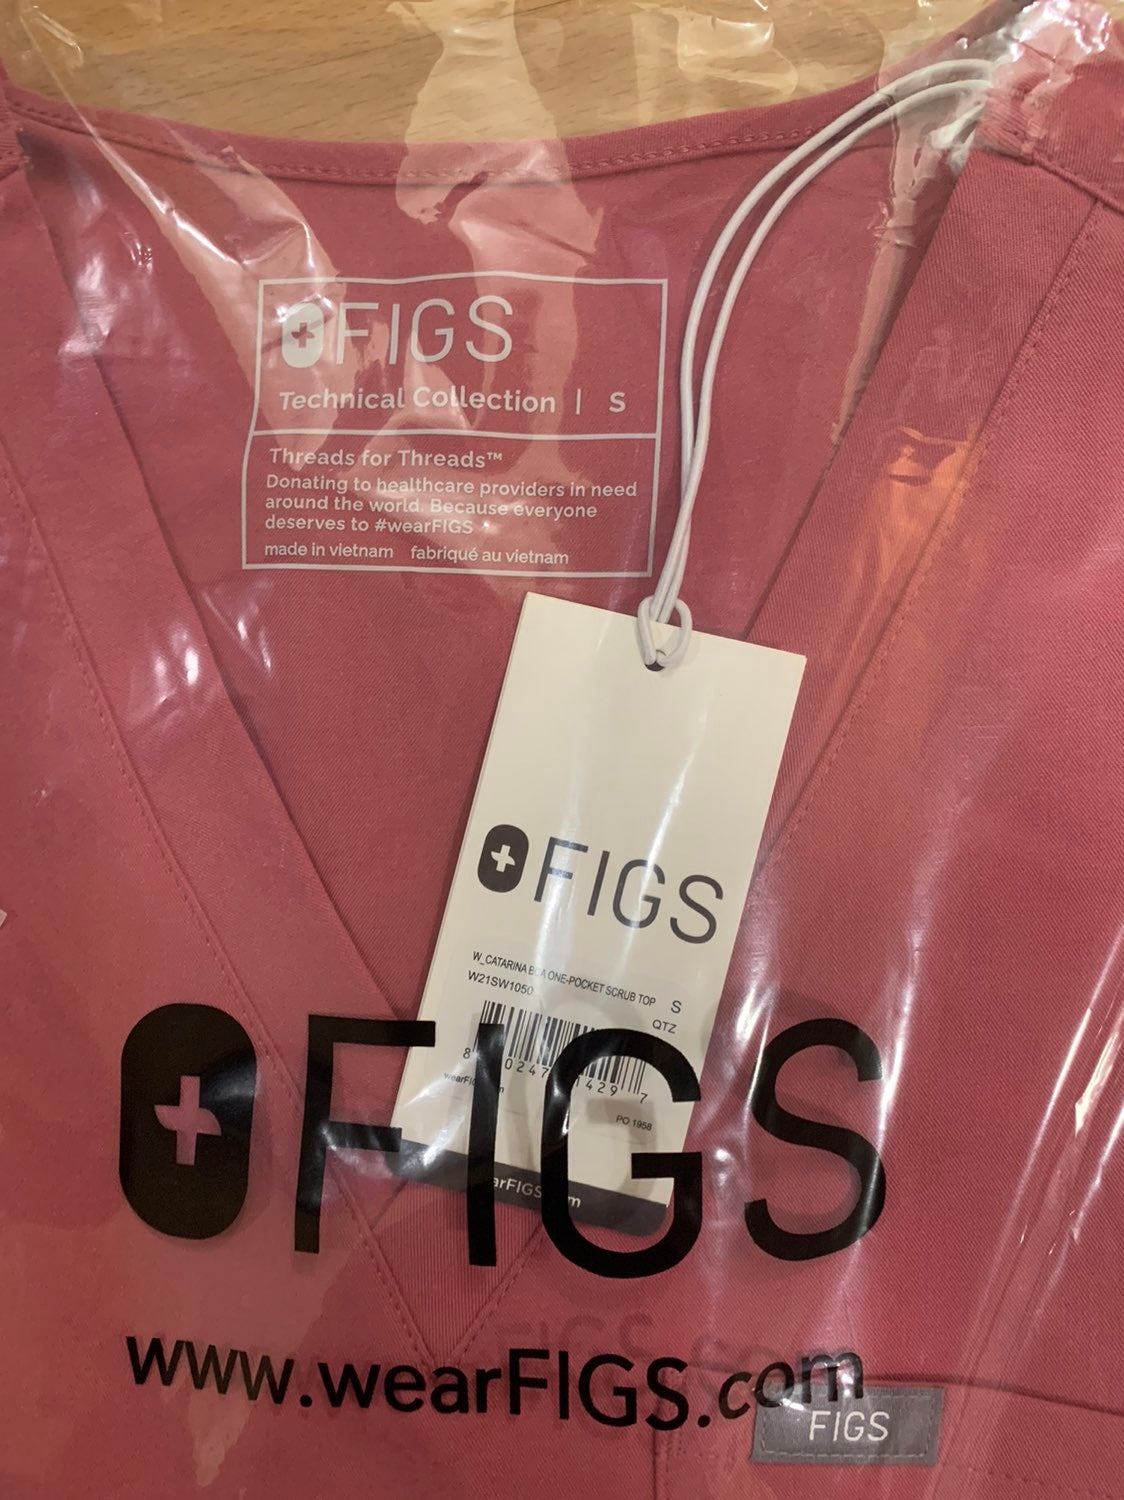 FIGS
Technical Collection | S
Threads for Threads™
Donating to healthcare providers in need
around the world. Because everyone
deserves to #wearFIGS
made in vietnam fabriqué au vietnam
FIGS
W_CATARINA ONE-POCKET SCRUB TOP S
W21SW1050 QTZ
8 7
PO 1958
FIGS
www.wearFIGS.com
FIGS